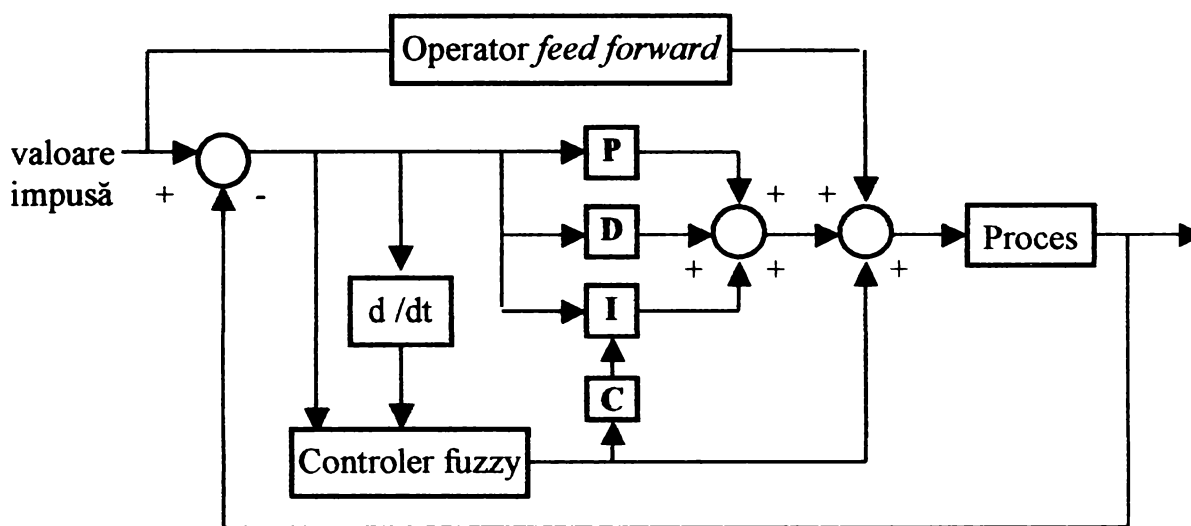 Operator feed forward
valoare
impusă
+
-
P
+
+
D
+
+
+
Proces
I
d /dt
C
Controler fuzzy